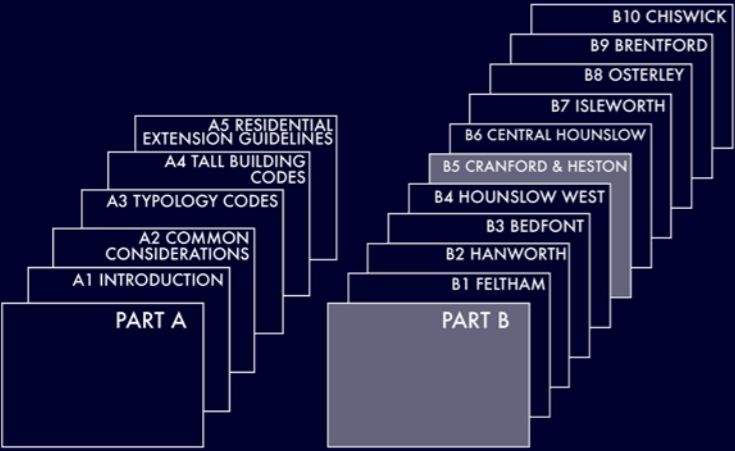 B10 CHISWICK
B9 BRENTFORD
B8 OSTERLEY
B7 ISLEWORTH
B6 CENTRAL HOUNSLOW
B5 CRANFORD & HESTON
B4 HOUNSLOW WEST
B3 BEDFONT
B2 HANWORTH
B1 FELTHAM
PART B
A5 RESIDENTIAL
EXTENSION GUIDELINES
A4 TALL BUILDING
CODES
A3 TYPOLOGY CODES
A2 COMMON
CONSIDERATIONS
A1 INTRODUCTION
PART A